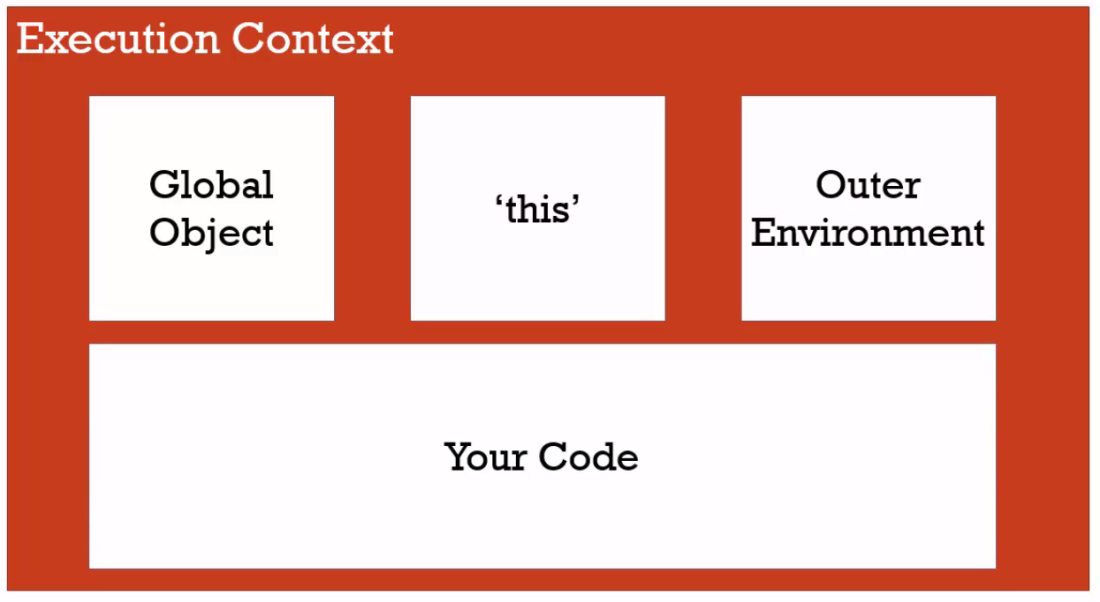 Execution Context
Global
Object
‘this’
Outer
Environment
Your Code